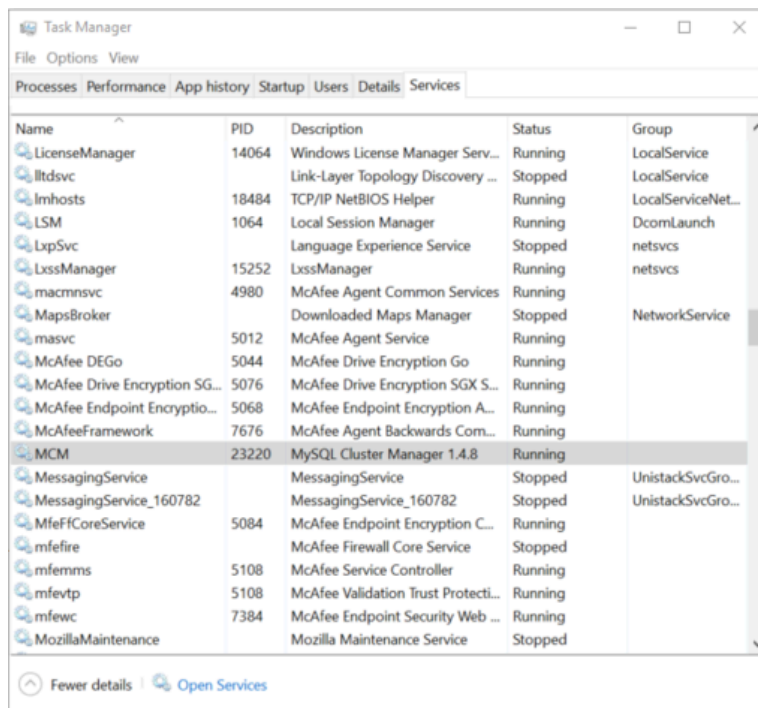 Task Manager
File Options View
Processes Performance App history Startup Users Details Services
Name PID Description Status Group
LicenseManager 14064 Windows License Manager Serv... Running LocalService
lltdsvc Link-Layer Topology Discovery ... Stopped LocalService
lmhosts 18484 TCP/IP NetBIOS Helper Running LocalServiceNet...
LSM 1064 Local Session Manager Running DcomLaunch
LxpSvc Language Experience Service Stopped netsvcs
LxssManager 15252 LxssManager Running netsvcs
macmnsvc 4980 McAfee Agent Common Services Running
MapsBroker Downloaded Maps Manager Stopped NetworkService
masvc 5012 McAfee Agent Service Running
McAfee DEGo 5044 McAfee Drive Encryption Go Running
McAfee Drive Encryption SG... 5076 McAfee Drive Encryption SGX S... Running
McAfee Endpoint Encryptio... 5068 McAfee Endpoint Encryption A... Running
McAfeeFramework 7676 McAfee Agent Backwards Com... Running
MCM 23220 MySQL Cluster Manager 1.4.8 Running
MessagingService MessagingService Stopped UnistackSvcGro...
MessagingService_160782 MessagingService_160782 Stopped UnistackSvcGro...
MfeFfCoreService 5084 McAfee Endpoint Encryption C... Running
mfefire McAfee Firewall Core Service Stopped
mfemms 5108 McAfee Service Controller Running
mfevtp 5108 McAfee Validation Trust Protecti... Running
mfewc 7384 McAfee Endpoint Security Web ... Running
MozillaMaintenance Mozilla Maintenance Service Stopped
Fewer details Open Services